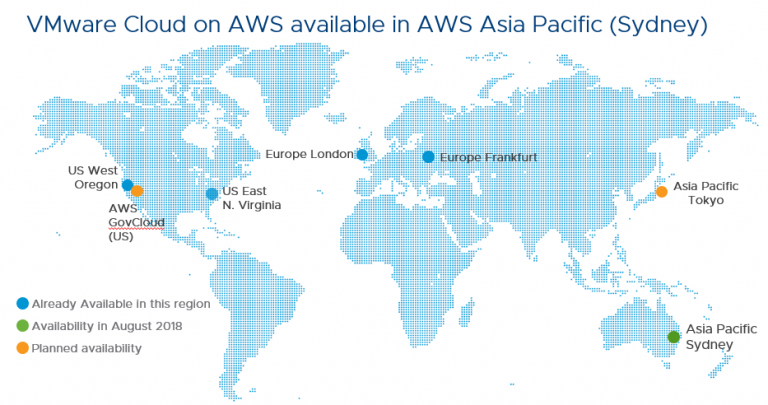 VMware Cloud on AWS available in AWS Asia Pacific (Sydney)
Europe London
Europe Frankfurt
US West
Oregon
AWS
GovCloud
(US)
US East
N. Virginia
Asia Pacific
Tokyo
Already Available in this region
Availability in August 2018
Planned availability
Asia Pacific
Sydney